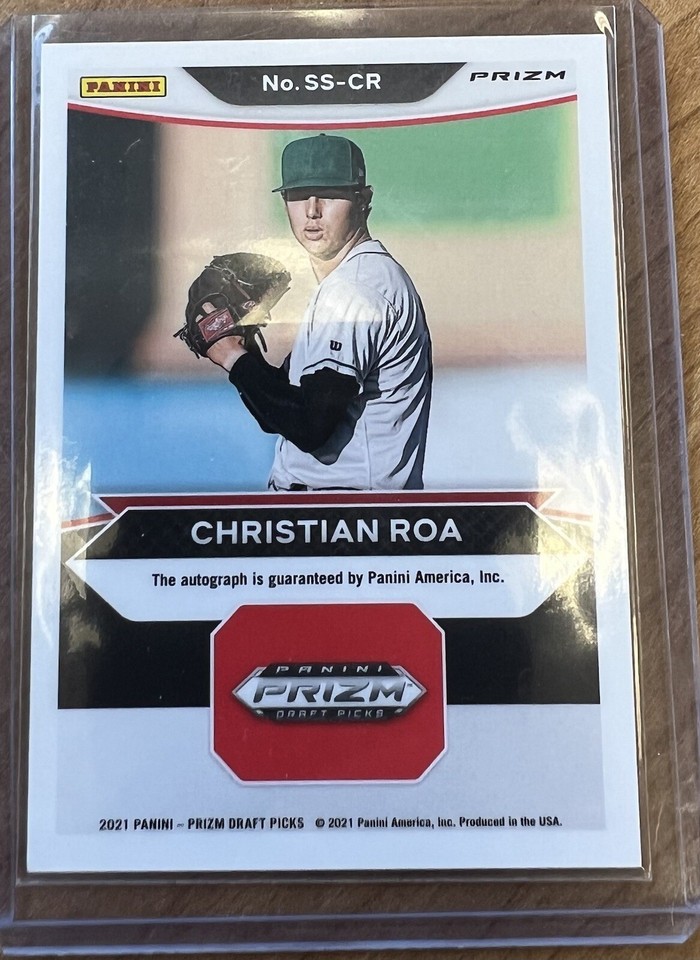 PANINI
No. SS-CR
PRIZM
CHRISTIAN ROA
The autograph is guaranteed by Panini America, Inc.
PANINI
PRIZM
DRAFT PICKS
2021 PANINI – PRIZM DRAFT PICKS © 2021 Panini America, Inc. Produced in the USA.